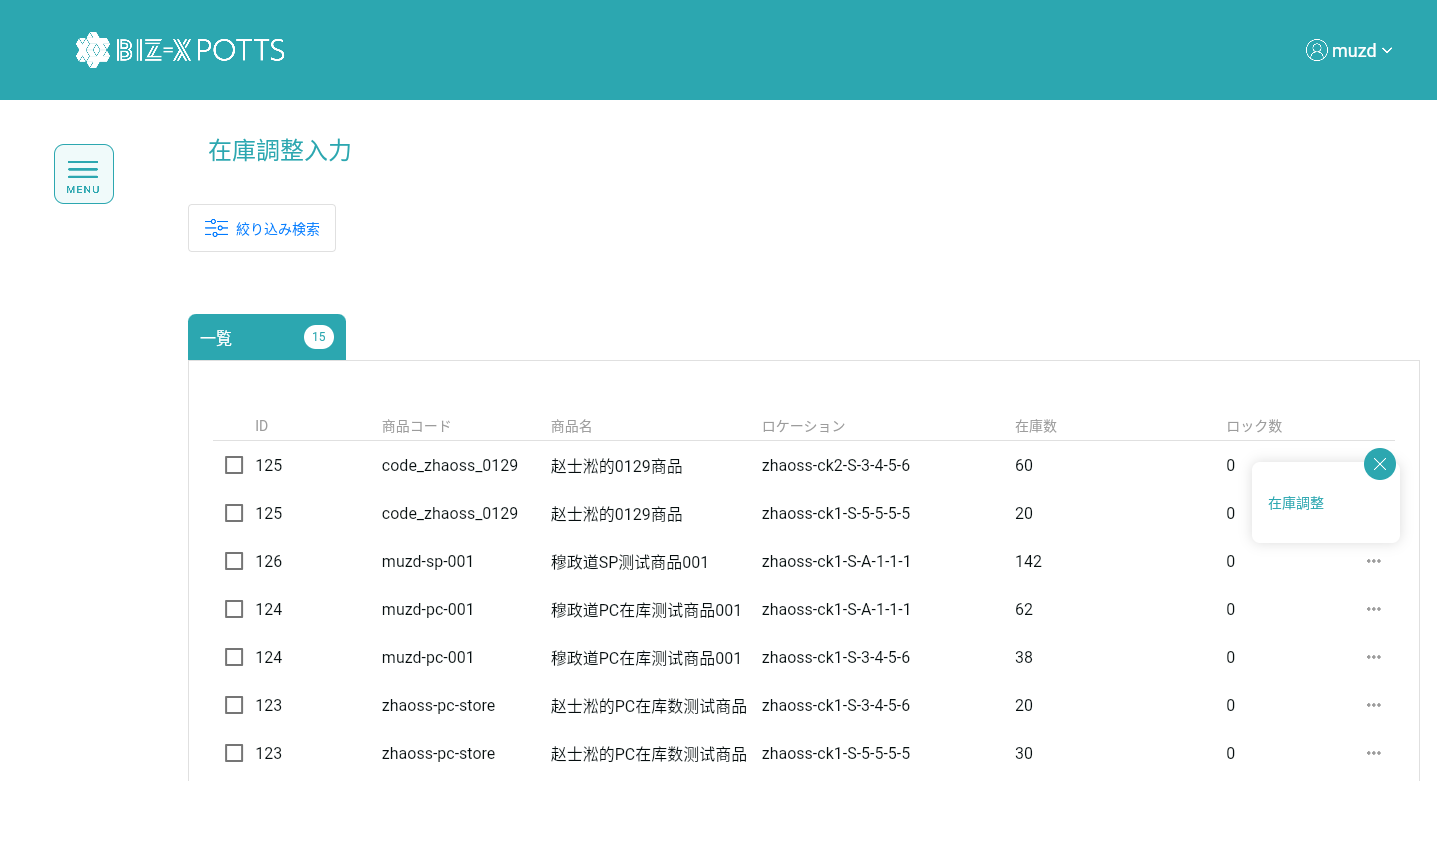 BIZ-X POTTS
muzd
MENU
在庫調整入力
絞り込み検索
一覧 15
ID 商品コード 商品名 ロケーション 在庫数 ロック数
125 code_zhaoss_0129 赵士淞的0129商品 zhaoss-ck2-S-3-4-5-6 60 0
在庫調整
125 code_zhaoss_0129 赵士淞的0129商品 zhaoss-ck1-S-5-5-5-5 20 0
126 muzd-sp-001 穆政道SP测试商品001 zhaoss-ck1-S-A-1-1-1 142 0
124 muzd-pc-001 穆政道PC在库测试商品001 zhaoss-ck1-S-A-1-1-1 62 0
124 muzd-pc-001 穆政道PC在库测试商品001 zhaoss-ck1-S-3-4-5-6 38 0
123 zhaoss-pc-store 赵士淞的PC在库数测试商品 zhaoss-ck1-S-3-4-5-6 20 0
123 zhaoss-pc-store 赵士淞的PC在库数测试商品 zhaoss-ck1-S-5-5-5-5 30 0